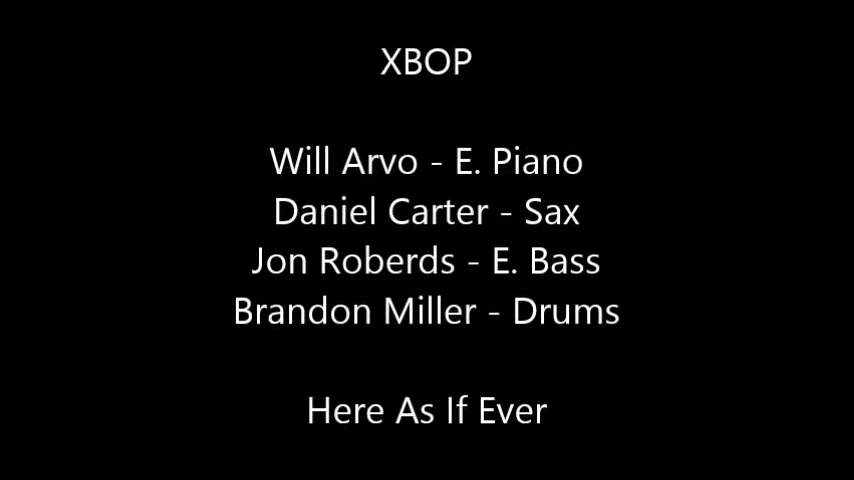 XBOP
Will Arvo - E. Piano
Daniel Carter - Sax
Jon Roberds - E. Bass
Brandon Miller - Drums
Here As If Ever